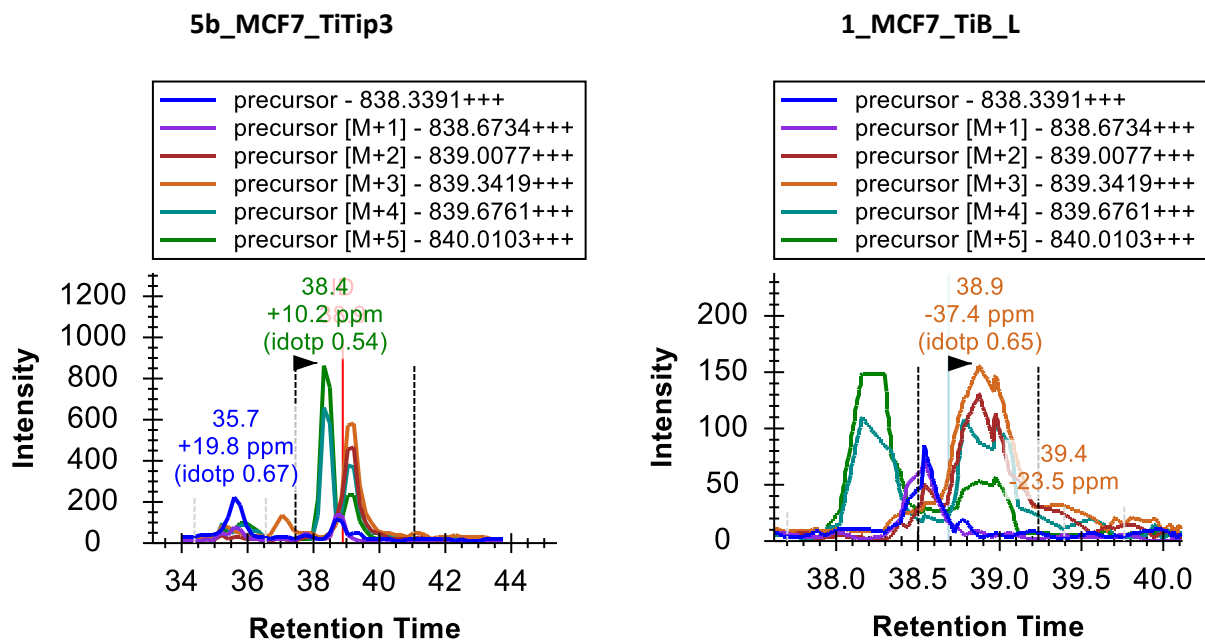 5b_MCF7_TiTip3
precursor - 838.3391+++
precursor [M+1] - 838.6734+++
precursor [M+2] - 839.0077+++
precursor [M+3] - 839.3419+++
precursor [M+4] - 839.6761+++
precursor [M+5] - 840.0103+++
Intensity
1200
1000
800
600
400
200
0
38.4
+10.2 ppm
(idotp 0.54)
ID
35.7
+19.8 ppm
(idotp 0.67)
34 36 38 40 42 44
Retention Time
1_MCF7_TiB_L
precursor - 838.3391+++
precursor [M+1] - 838.6734+++
precursor [M+2] - 839.0077+++
precursor [M+3] - 839.3419+++
precursor [M+4] - 839.6761+++
precursor [M+5] - 840.0103+++
Intensity
200
150
100
50
0
38.9
-37.4 ppm
(idotp 0.65)
39.4
-23.5 ppm
38.0 38.5 39.0 39.5 40.0
Retention Time